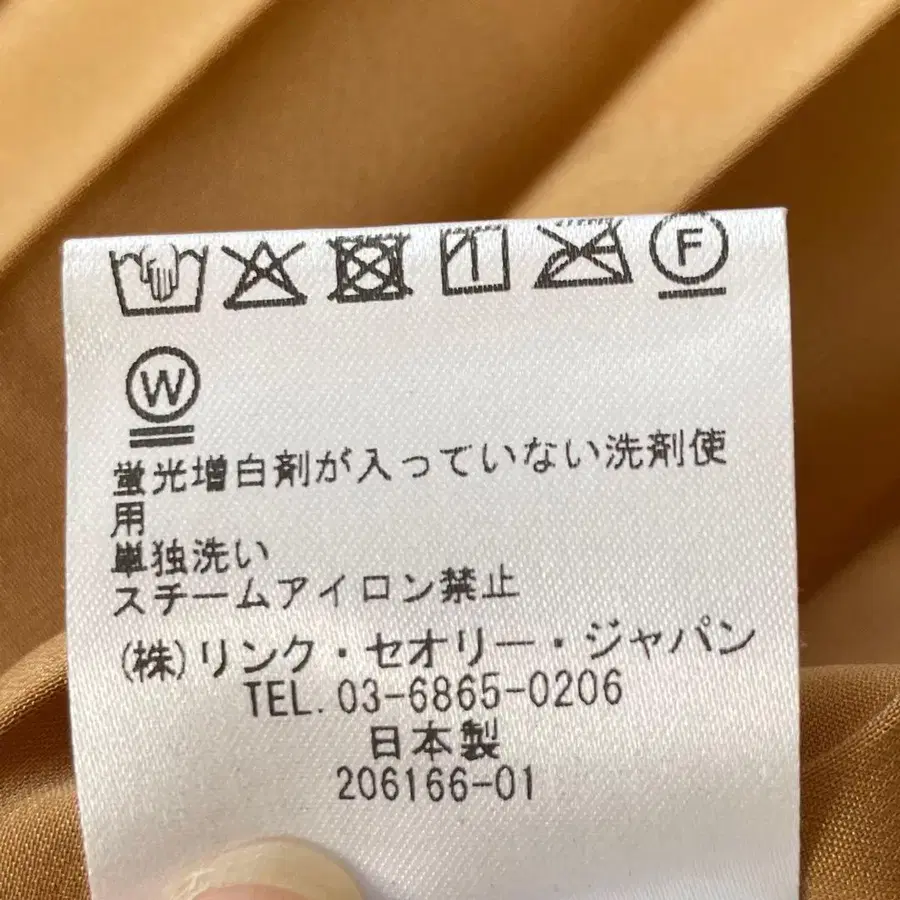 F
W
蛍光増白剤が入っていない洗剤使
用
単独洗い
スチームアイロン禁止
(株)リンク・セオリー・ジャパン
TEL.03-6865-0206
日本製
206166-01